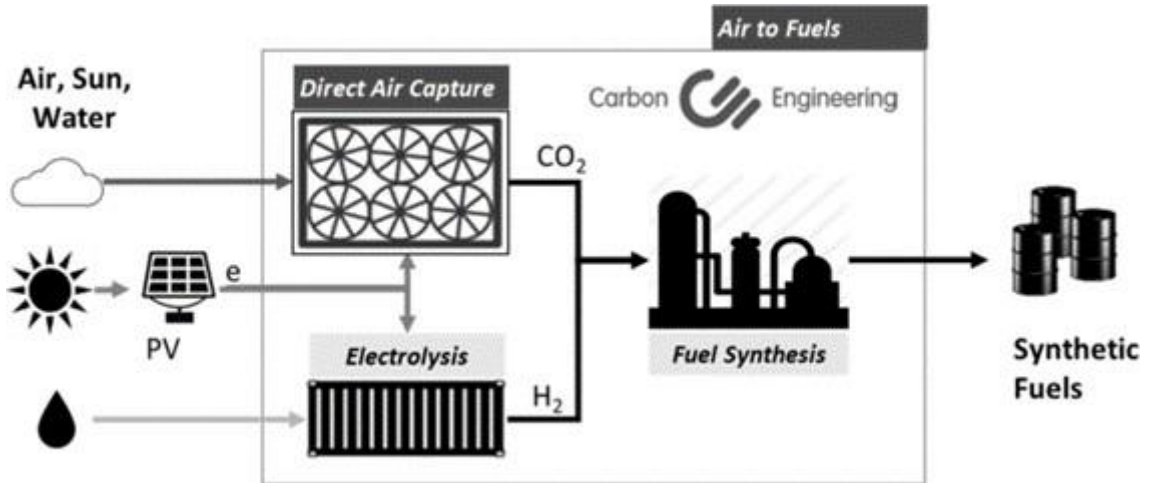 Air to Fuels
Air, Sun,
Water
Direct Air Capture
Carbon Engineering
CO₂
e
PV
Electrolysis
H₂
Fuel Synthesis
Synthetic
Fuels